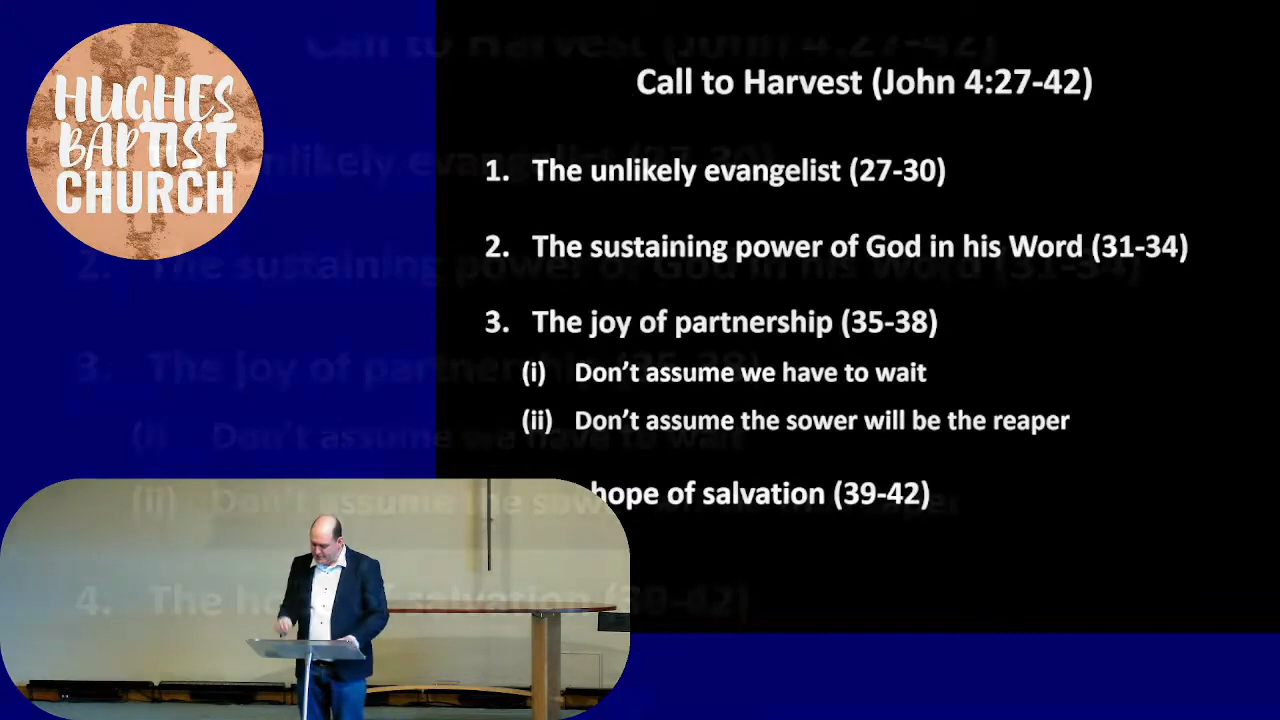 HUGHES
BAPTIST
CHURCH
Call to Harvest (John 4:27-42)
1. The unlikely evangelist (27-30)
2. The sustaining power of God in his Word (31-34)
3. The joy of partnership (35-38)
(i) Don't assume we have to wait
(ii) Don't assume the sower will be the reaper
hope of salvation (39-42)